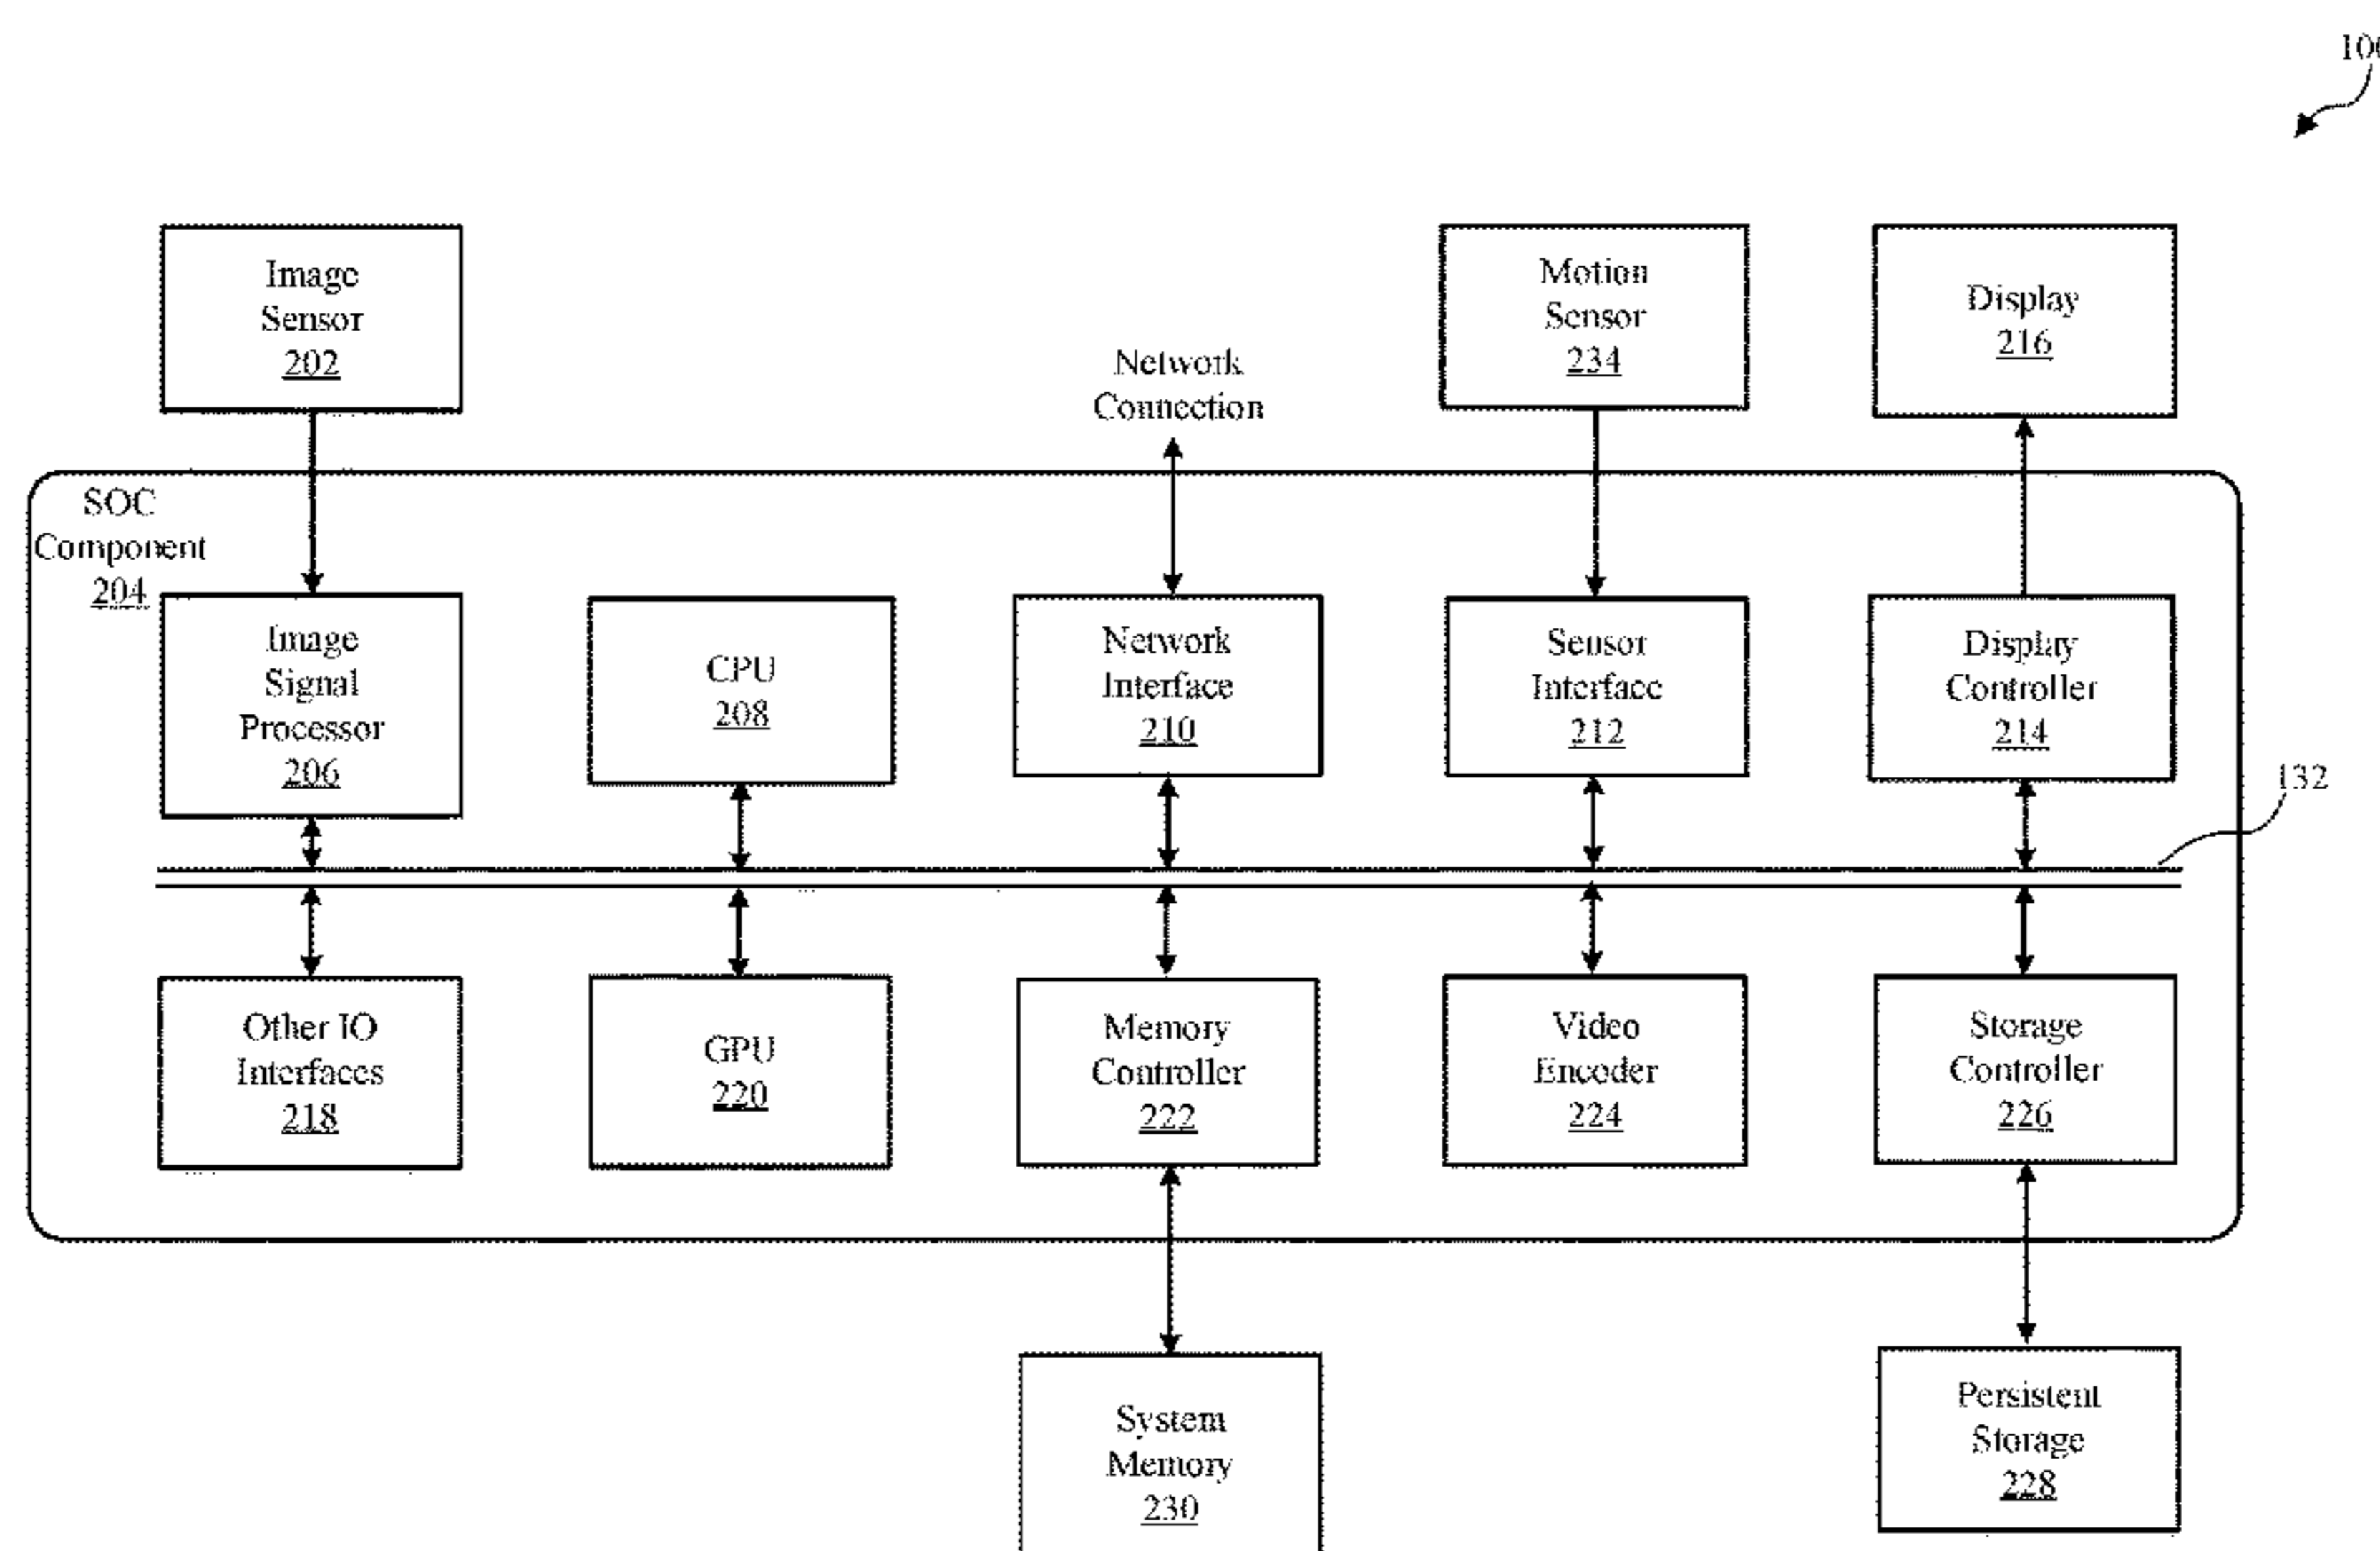 100
Image
Sensor
202
Network
Connection
Motion
Sensor
234
Display
216
SOC
Component
204
Image
Signal
Processor
206
CPU
208
Network
Interface
210
Sensor
Interface
212
Display
Controller
214
132
Other IO
Interfaces
218
GPU
220
Memory
Controller
222
Video
Encoder
224
Storage
Controller
226
System
Memory
230
Persistent
Storage
228